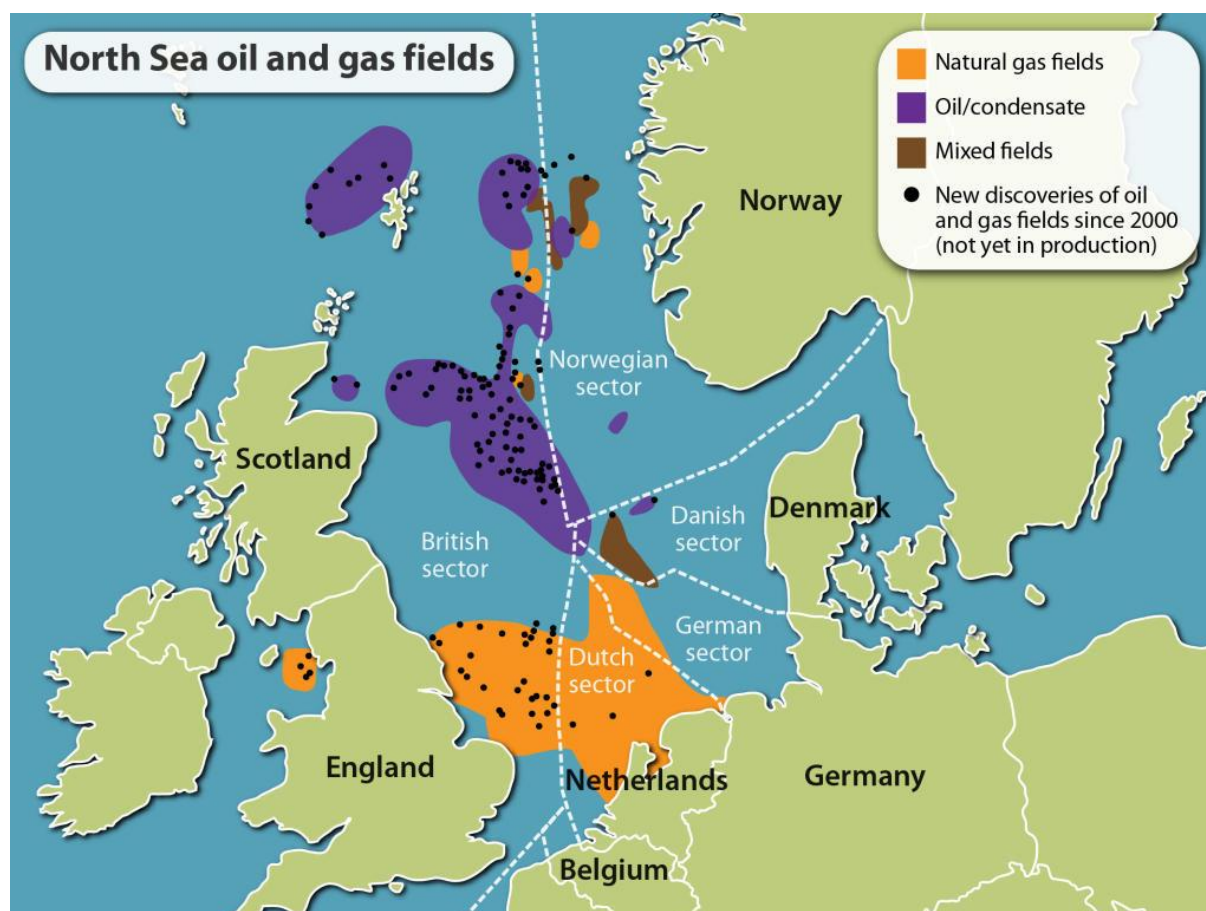 North Sea oil and gas fields
Natural gas fields
Oil/condensate
Mixed fields
New discoveries of oil
and gas fields since 2000
(not yet in production)
Norway
Norwegian
sector
Scotland
Danish
sector
Denmark
British
sector
German
sector
Dutch
sector
England
Netherlands
Germany
Belgium